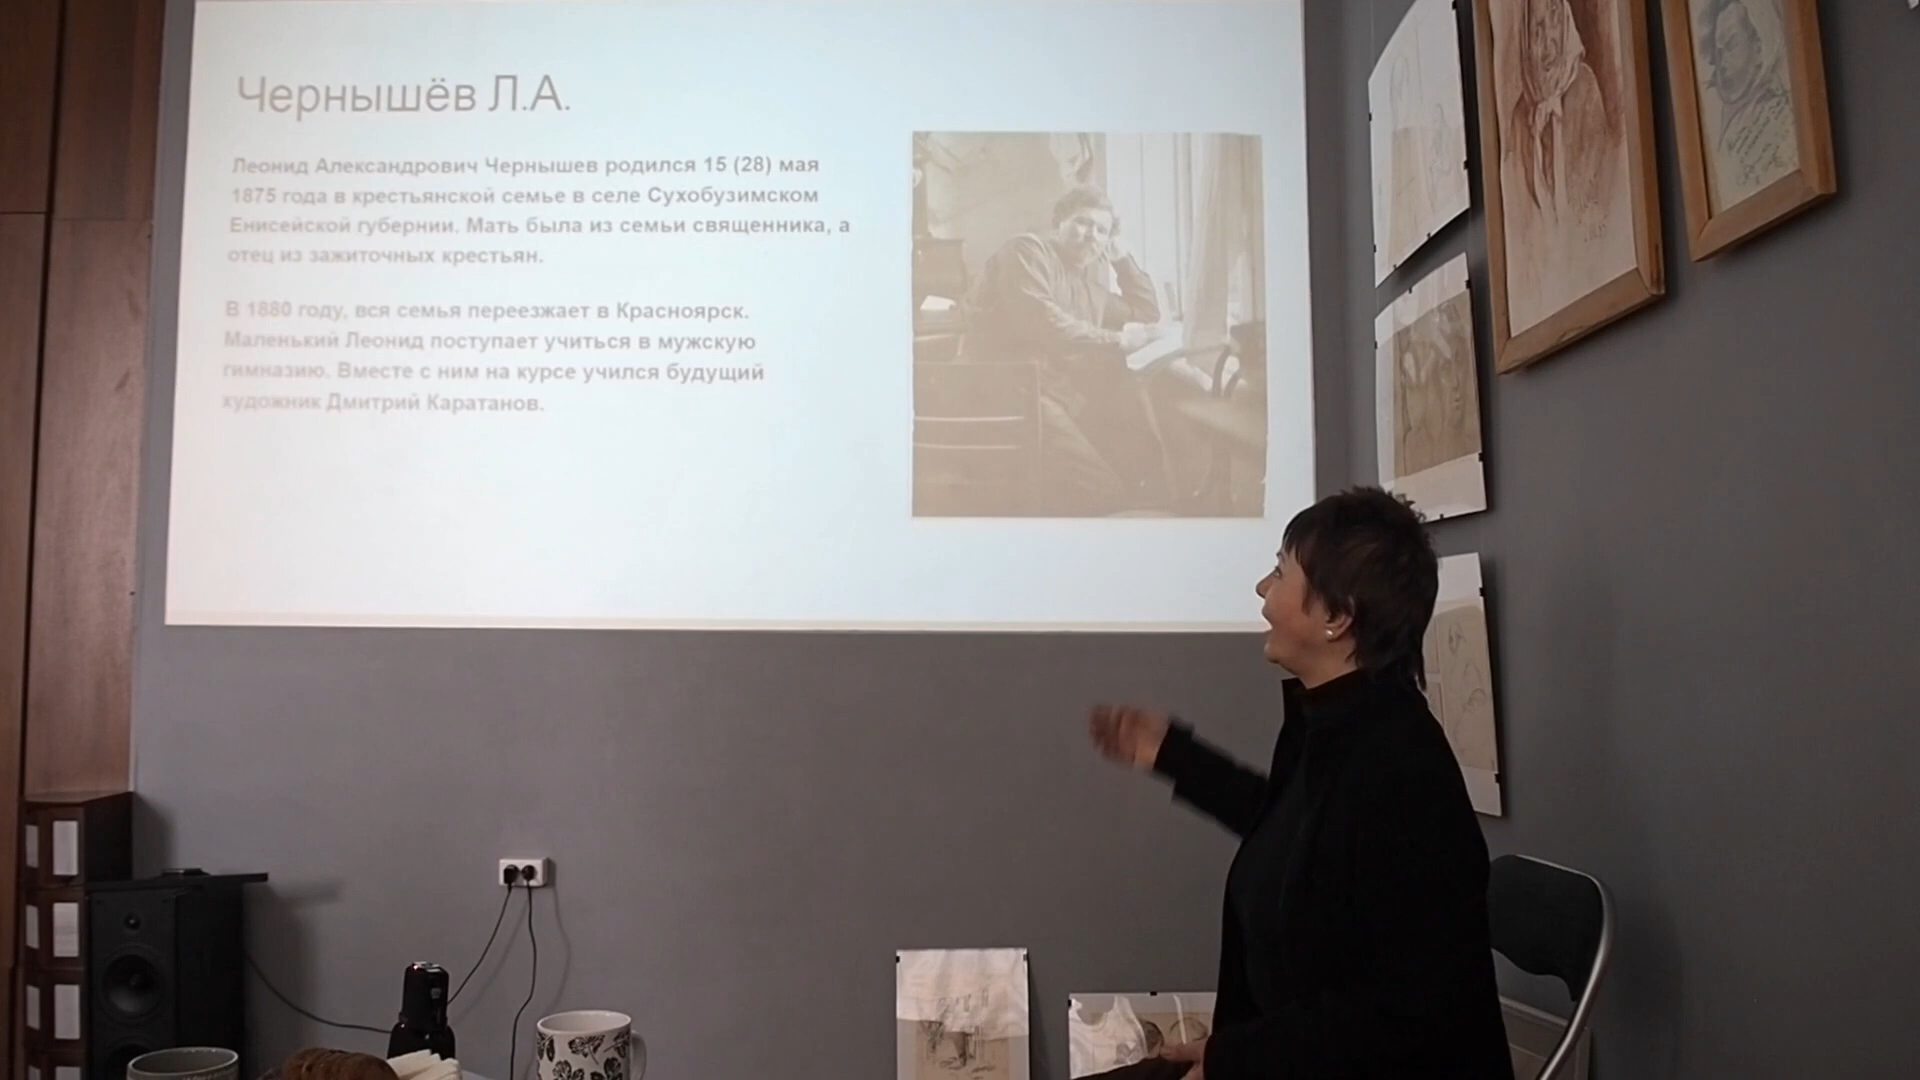 Чернышёв Л.А.
Леонид Александрович Чернышев родился 15 (28) мая
1875 года в крестьянской семье в селе Сухобузимском
Енисейской губернии. Мать была из семьи священника, а
отец из зажиточных крестьян.
В 1880 году, вся семья переезжает в Красноярск.
Маленький Леонид поступает учиться в мужскую
гимназию. Вместе с ним на курсе учился будущий
художник Дмитрий Каратанов.